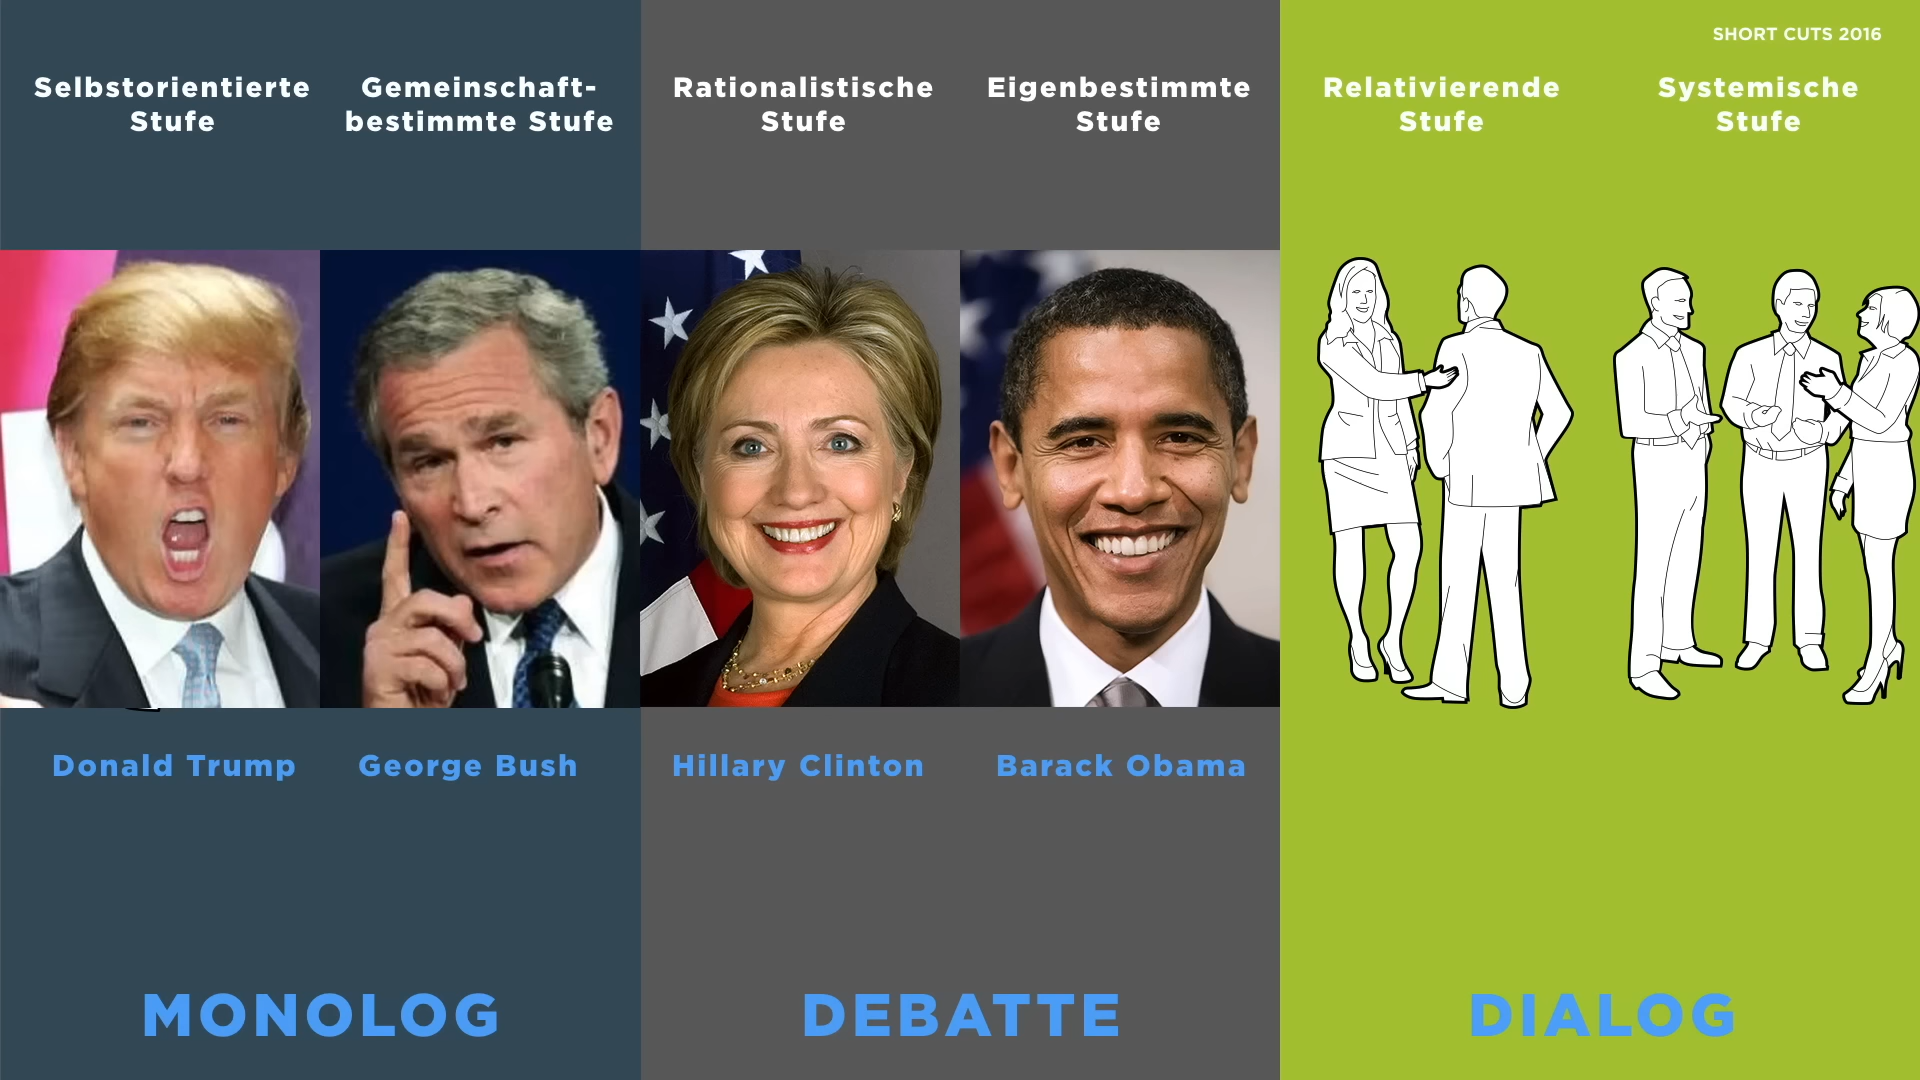 SHORT CUTS 2016
Selbstorientierte
Stufe
Gemeinschaft-
bestimmte Stufe
Rationalistische
Stufe
Eigenbestimmte
Stufe
Relativierende
Stufe
Systemische
Stufe
Donald Trump
George Bush
Hillary Clinton
Barack Obama
MONOLOG
DEBATTE
DIALOG